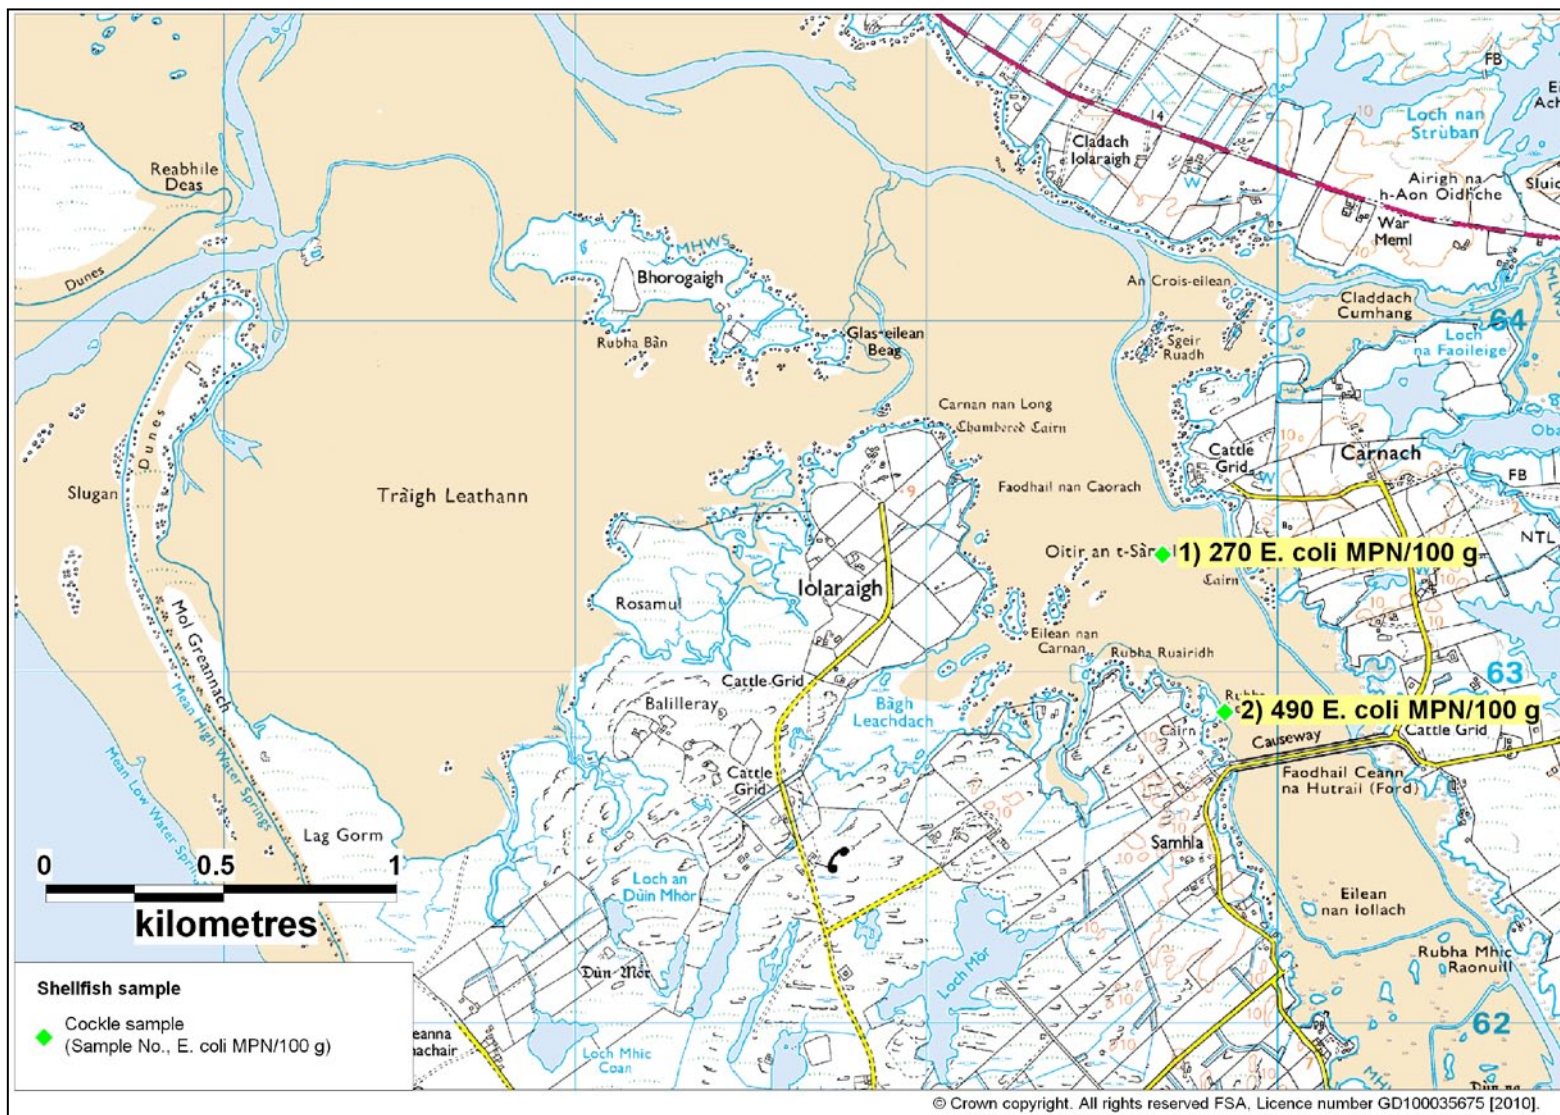 FB
Loch nan
Strùban
Reabhile
Deas
Cladach
Iolaraigh
14
10
W
Airigh na
h-Aon Oidhche
War
Meml
MHWS
Bhorogaigh
Dunes
An Crois-eilean
Claddach
Cumhang
64
Rubha Bàn
Glas-eilean
Beag
Sgeir
Ruadh
Loch
na Faoileige
Carnan nan Long
Chambered Cairn
Dunes
Cattle
Grid
Carnach
W
FB
Slugan
Tràigh Leathann
9
Faodhail nan Caorach
NTL
Oitir an t-Sà
1) 270 E. coli MPN/100 g
Cairn
Iolaraigh
Rosamul
Mol Greannach
Eilean nan
Carnan
Rubha Ruairidh
63
Cattle Grid
Balilleray
Bàgh
Leachdach
Rubha
2) 490 E. coli MPN/100 g
Cairn
Causeway
Cattle Grid
Mean High Water Springs
Mean Low Water Springs
Cattle
Grid
Faodhail Ceann
na Hutrail (Ford)
Lag Gorm
Samhla
0 0.5 1
kilometres
Loch an
Dùin Mhòr
Eilean
nan Iollach
Rubha Mhic
Raonuill
Dùn Mòr
Loch Mór
Shellfish sample
Cockle sample
(Sample No., E. coli MPN/100 g)
62
Loch Mhic
Coan
© Crown copyright. All rights reserved FSA, Licence number GD100035675 [2010].